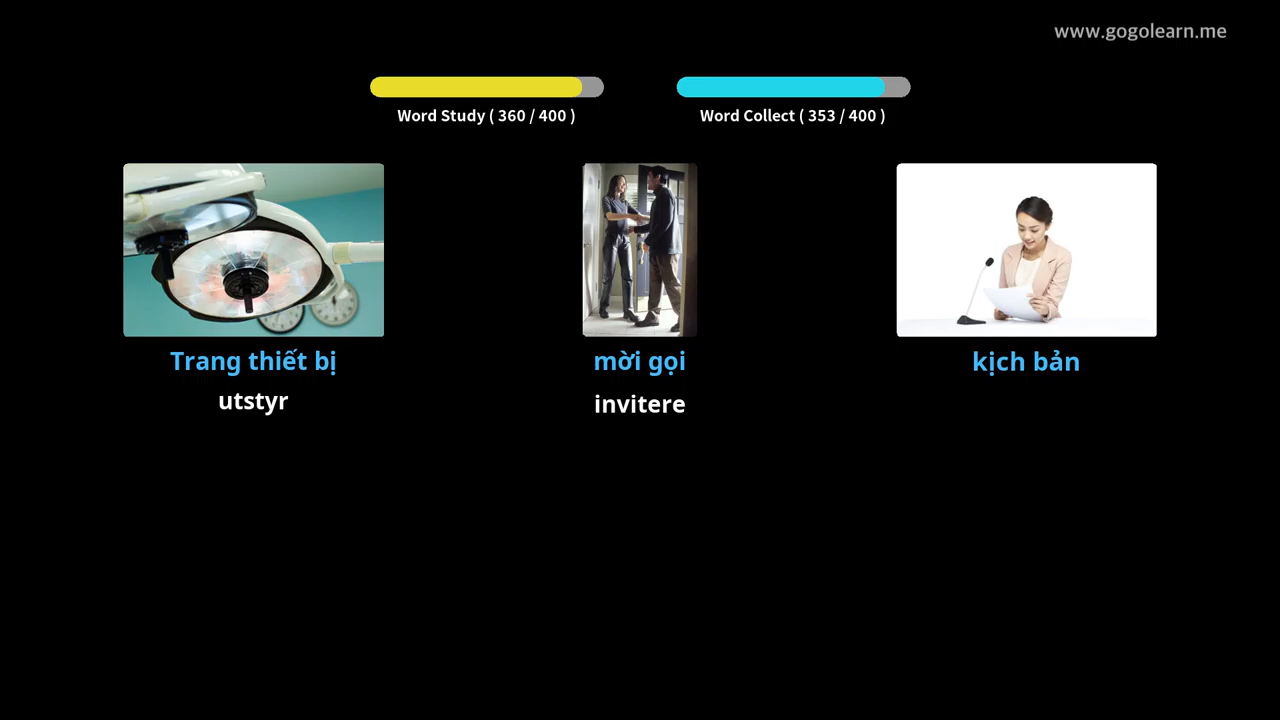 www.gogolearn.me
Word Study ( 360 / 400 )
Word Collect ( 353 / 400 )
Trang thiết bị
mời gọi
kịch bản
utstyr
invitere